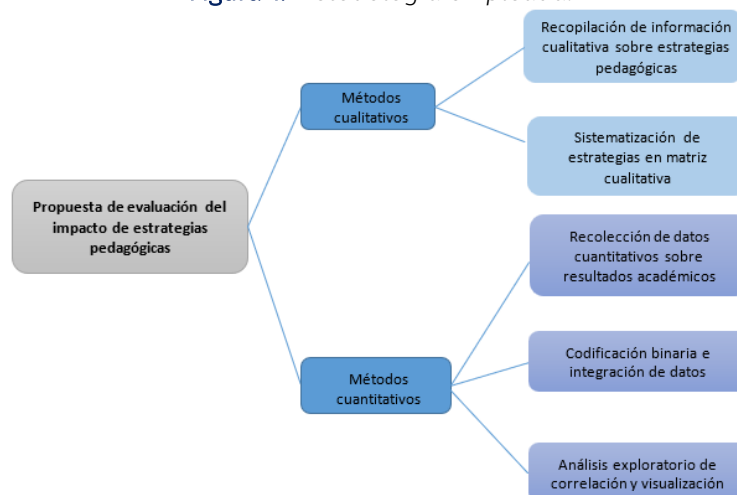 Recopilación de información
cualitativa sobre estrategias
pedagógicas
Métodos
cualitativos
Sistematización de
estrategias en matriz
cualitativa
Propuesta de evaluación del
impacto de estrategias
pedagógicas
Recolección de datos
cuantitativos sobre
resultados académicos
Codificación binaria e
integración de datos
Métodos
cuantitativos
Análisis exploratorio de
correlación y visualización